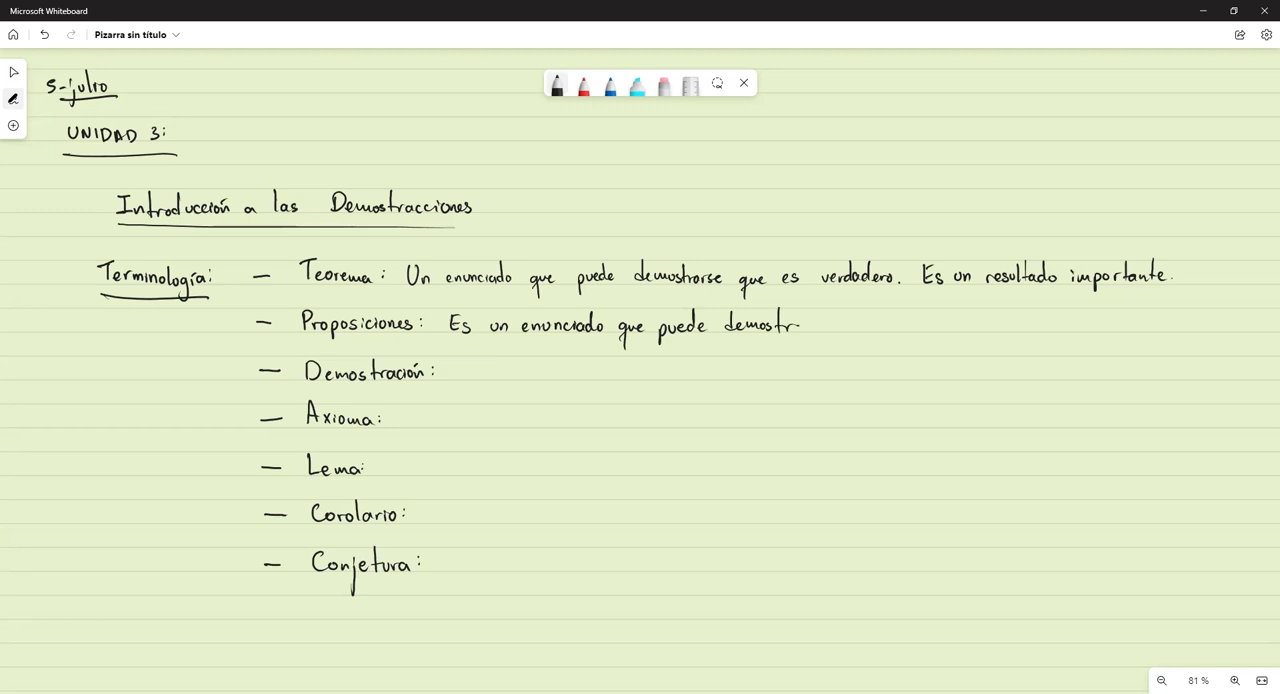 Microsoft Whiteboard
Pizarra sin título
5-julio
UNIDAD 3:
Introducción a las Demostracciones
Terminología: — Teorema: Un enunciado que puede demostrarse que es verdadero. Es un resultado importante.
— Proposiciones: Es un enunciado que puede demostr
— Demostración:
— Axioma:
— Lema:
— Corolario:
— Conjetura:
81 %